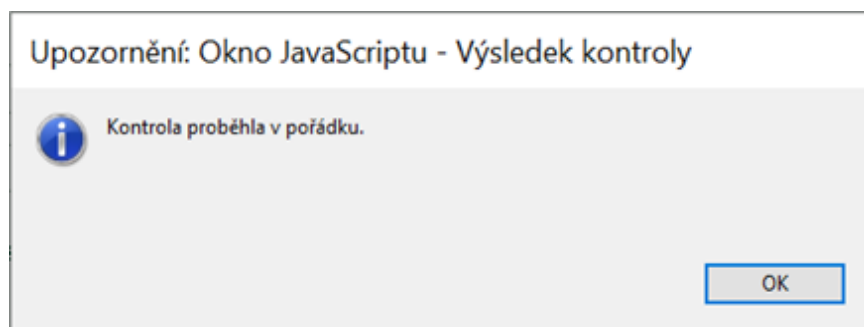 Upozornění: Okno JavaScriptu - Výsledek kontroly
Kontrola proběhla v pořádku.
OK